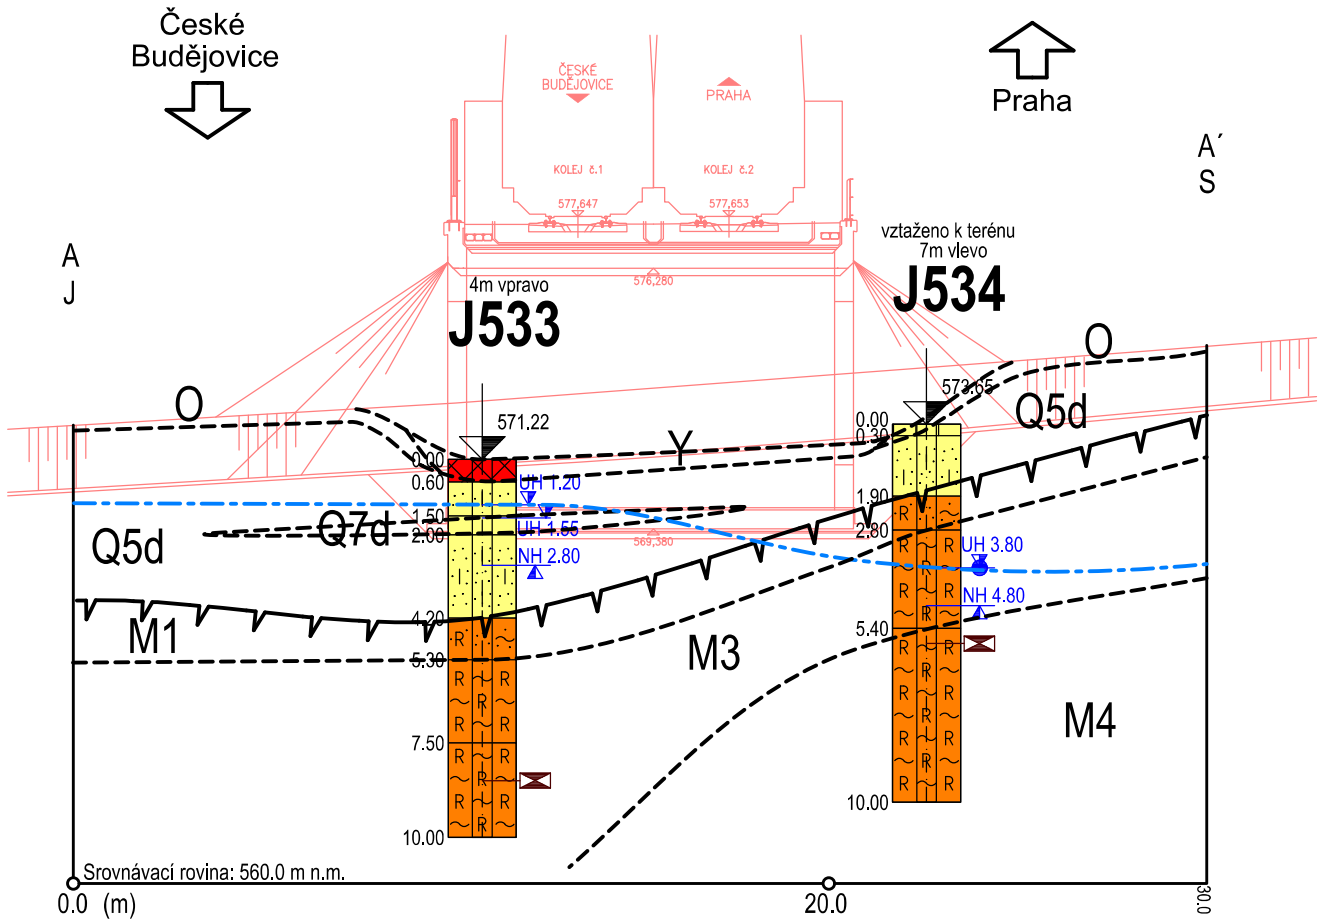 České
Budějovice
Praha
ČESKÉ
BUDĚJOVICE
PRAHA
KOLEJ č.1
KOLEJ č.2
577,647
577,653
A´
S
A
J
vztaženo k terénu
7m vlevo
J534
4m vpravo
J533
576,280
O
O
573.65
Q5d
571.22
Y
0.00
0.30
1.90
2.80
5.40
10.00
0.00
0.60
1.50
2.00
4.20
5.30
7.50
10.00
UH 1.20
UH 1.55
NH 2.80
569,380
UH 3.80
NH 4.80
Q5d
Q7d
M1
M3
M4
R R R
R R R
R R R
R R R
R R R
R R R
R R R
R R R
R R R
R R R
Srovnávací rovina: 560.0 m n.m.
0.0 (m)
20.0
30.0